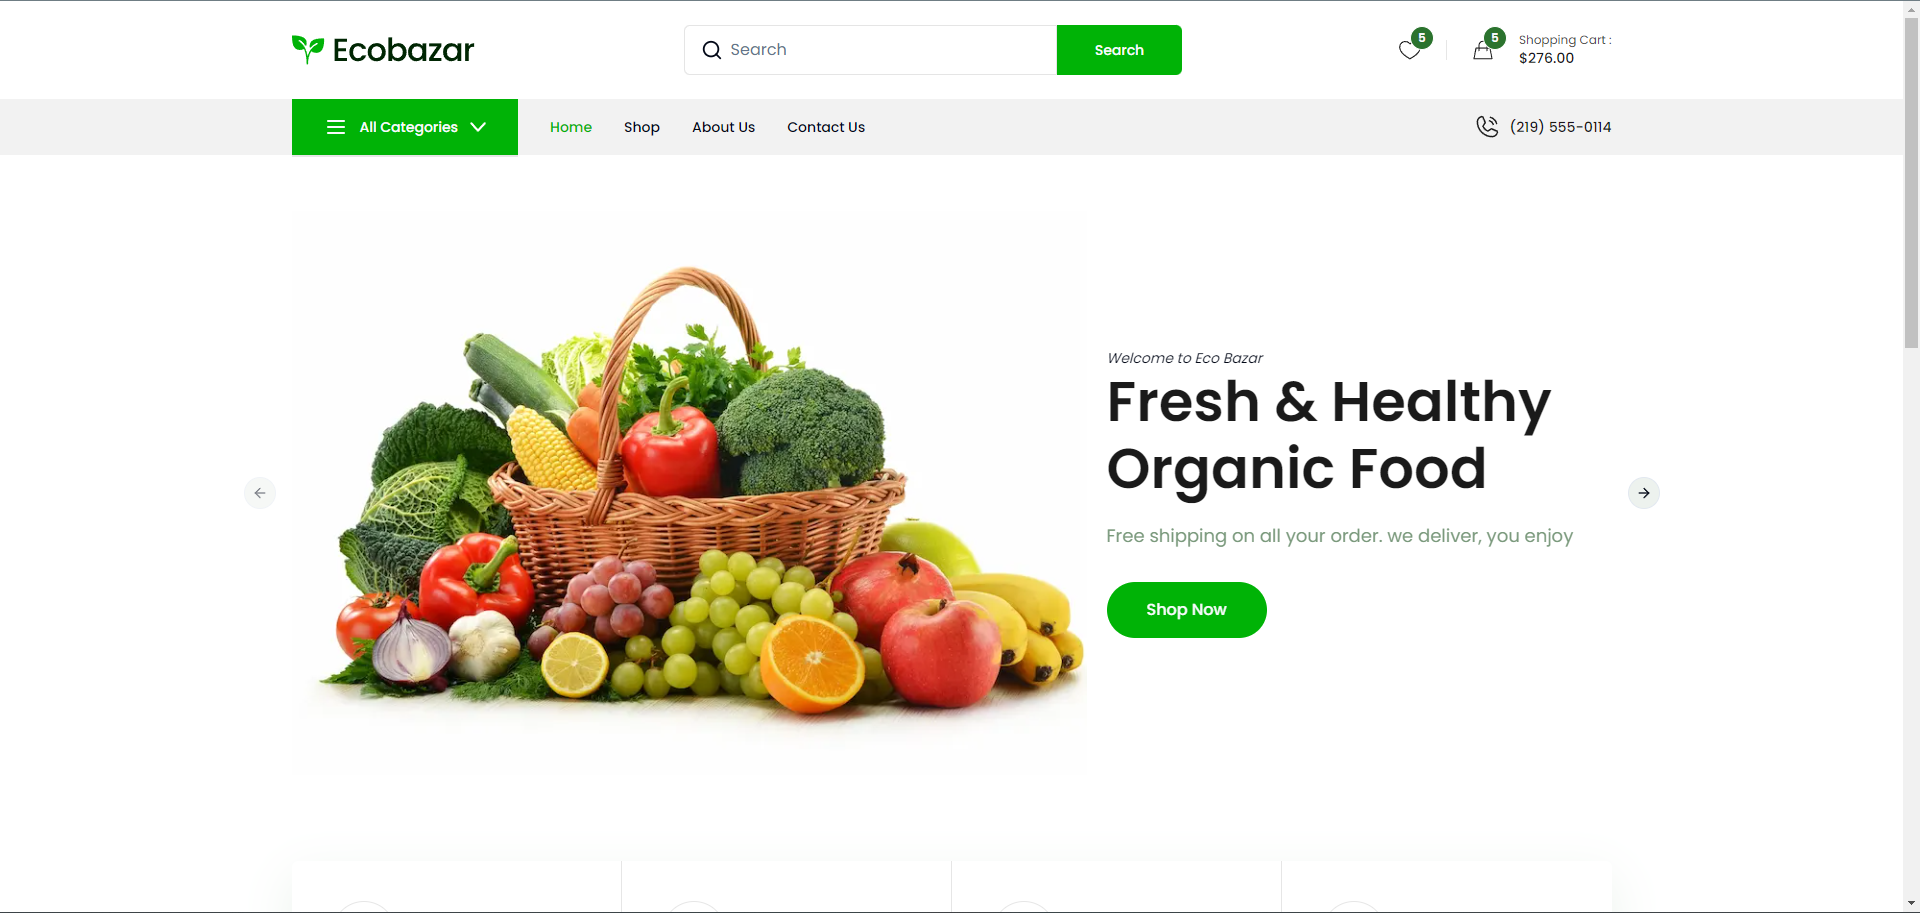 Ecobazar
Search
Search
5
5
Shopping Cart :
$276.00
All Categories
Home
Shop
About Us
Contact Us
(219) 555-0114
Welcome to Eco Bazar
Fresh & Healthy
Organic Food
Free shipping on all your order. we deliver, you enjoy
Shop Now